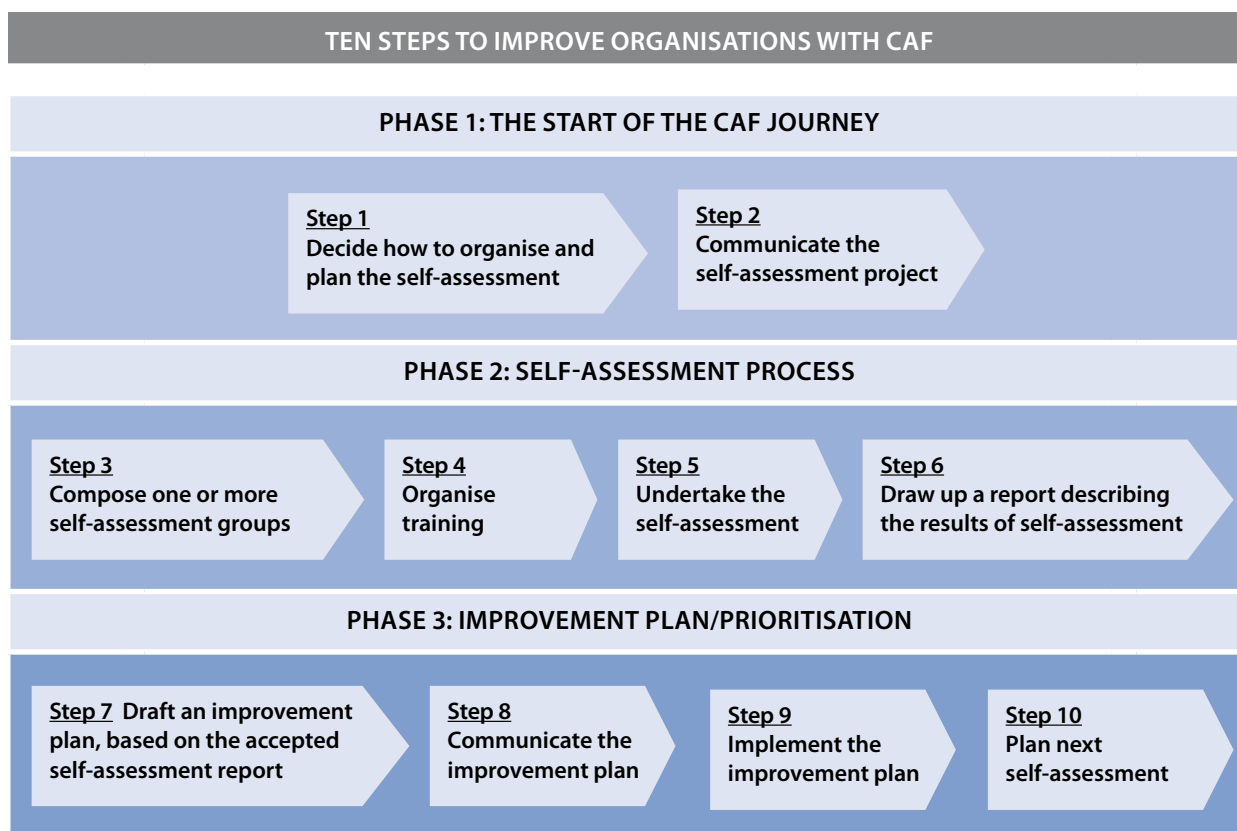 TEN STEPS TO IMPROVE ORGANISATIONS WITH CAF
PHASE 1: THE START OF THE CAF JOURNEY
Step 1
Decide how to organise and
plan the self-assessment
Step 2
Communicate the
self-assessment project
PHASE 2: SELF-ASSESSMENT PROCESS
Step 3
Compose one or more
self-assessment groups
Step 4
Organise
training
Step 5
Undertake the
self-assessment
Step 6
Draw up a report describing
the results of self-assessment
PHASE 3: IMPROVEMENT PLAN/PRIORITISATION
Step 7 Draft an improvement
plan, based on the accepted
self-assessment report
Step 8
Communicate the
improvement plan
Step 9
Implement the
improvement plan
Step 10
Plan next
self-assessment